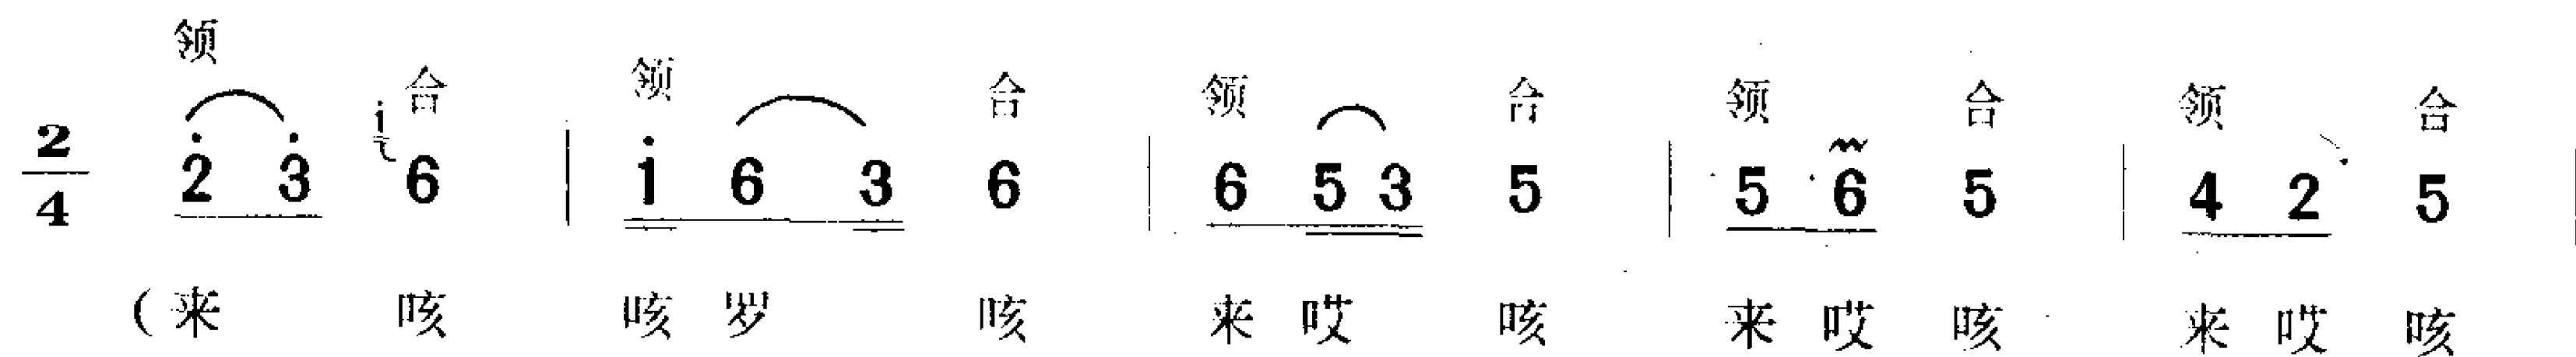 领 合 领 合 领 合 领 合 领 合
2/4 2̇ 3̇ i̇ 6 | i̇ 6 3 6 | 6 5 3 5 | 5 6 5 | 4 2 5 |
(来 咳 咳 罗 咳 来 哎 咳 来 哎 咳 来 哎 咳